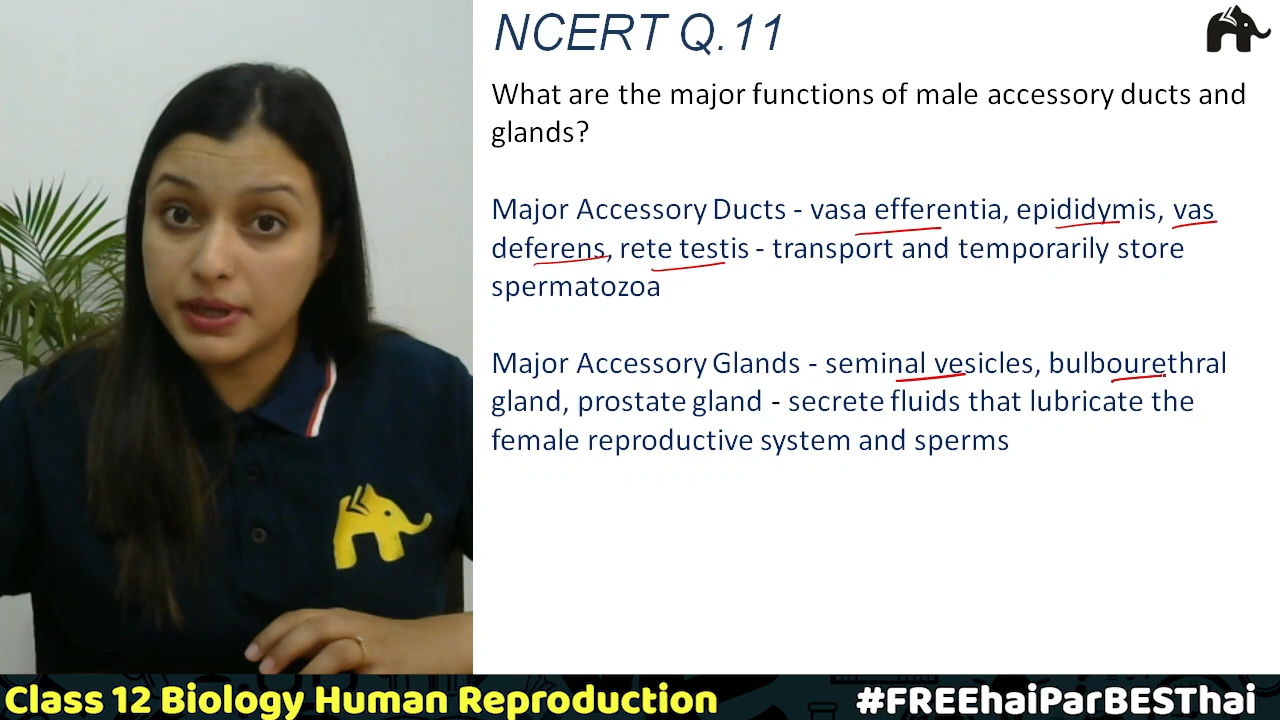 NCERT Q.11
What are the major functions of male accessory ducts and
glands?
Major Accessory Ducts - vasa efferentia, epididymis, vas
deferens, rete testis - transport and temporarily store
spermatozoa
Major Accessory Glands - seminal vesicles, bulbourethral
gland, prostate gland - secrete fluids that lubricate the
female reproductive system and sperms
Class 12 Biology Human Reproduction
#FREEhaiParBESThai